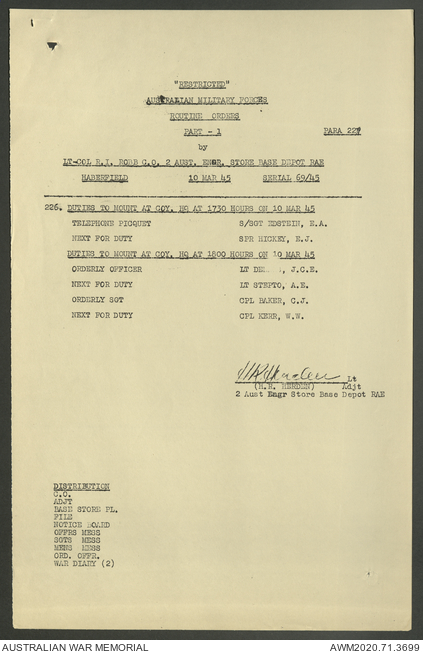 1
"RESTRICTED"
AUSTRALIAN MILITARY FORCES
ROUTINE ORDERS
PART - 1 PARA 227
by
LT-COL R.I. ROBB C.O. 2 AUST. ENGR. STORE BASE DEPOT RAE
HABERFIELD 10 MAR 45 SERIAL 69/45
226. DUTIES TO MOUNT AT COY. HQ AT 1730 HOURS ON 10 MAR 45
TELEPHONE PICQUET S/SGT EDSTEIN, E.A.
NEXT FOR DUTY SPR HICKEY, E.J.
DUTIES TO MOUNT AT COY. HQ AT 1800 HOURS ON 10 MAR 45
ORDERLY OFFICER LT J.C.E.
NEXT FOR DUTY LT STEPTO, A.E.
ORDERLY SGT CPL BAKER, C.J.
NEXT FOR DUTY CPL KERR, W.W.
Lt
(H.R. HERDEN) Adjt
2 Aust Engr Store Base Depot RAE
DISTRIBUTION
C.O.
ADJT
BASE STORE PL.
FILE
NOTICE BOARD
OFFRS MESS
SGTS MESS
MENS MESS
ORD. OFFR.
WAR DIARY (2)
AUSTRALIAN WAR MEMORIAL AWM2020.71.3699